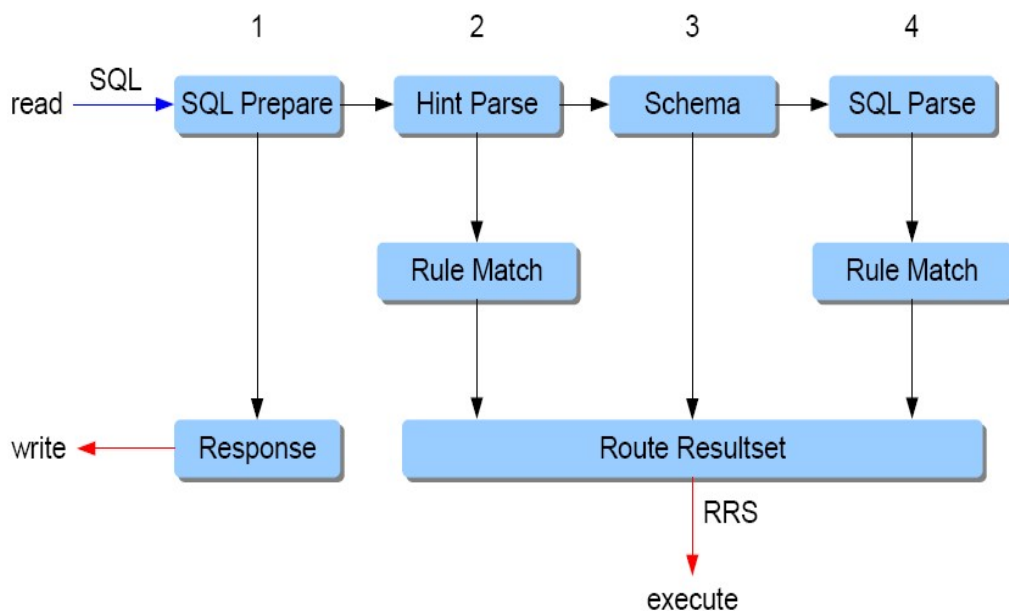 1
2
3
4
SQL
read
SQL Prepare
Hint Parse
Schema
SQL Parse
Rule Match
Rule Match
write
Response
Route Resultset
RRS
execute